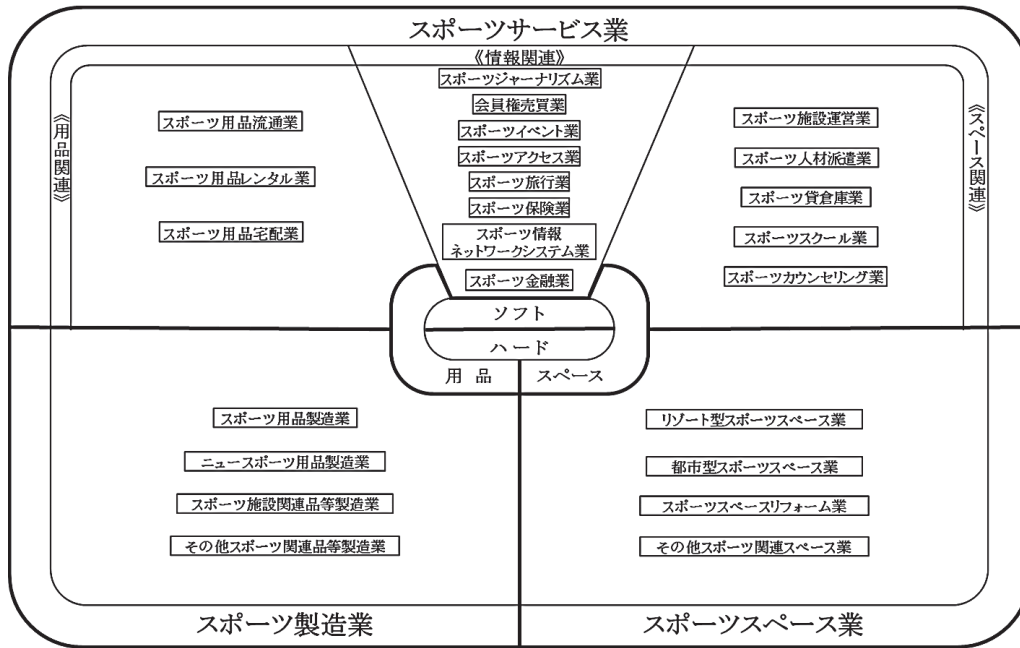 スポーツサービス業
《情報関連》
スポーツジャーナリズム業
会員権売買業
スポーツイベント業
スポーツアクセス業
スポーツ旅行業
スポーツ保険業
スポーツ情報
ネットワークシステム業
スポーツ金融業
《用品関連》
スポーツ用品流通業
スポーツ用品レンタル業
スポーツ用品宅配業
《スペース関連》
スポーツ施設運営業
スポーツ人材派遣業
スポーツ貸倉庫業
スポーツスクール業
スポーツカウンセリング業
ソフト
ハード
用品
スペース
スポーツ用品製造業
ニュースポーツ用品製造業
スポーツ施設関連品等製造業
その他スポーツ関連品等製造業
スポーツ製造業
リゾート型スポーツスペース業
都市型スポーツスペース業
スポーツスペースリフォーム業
その他スポーツ関連スペース業
スポーツスペース業